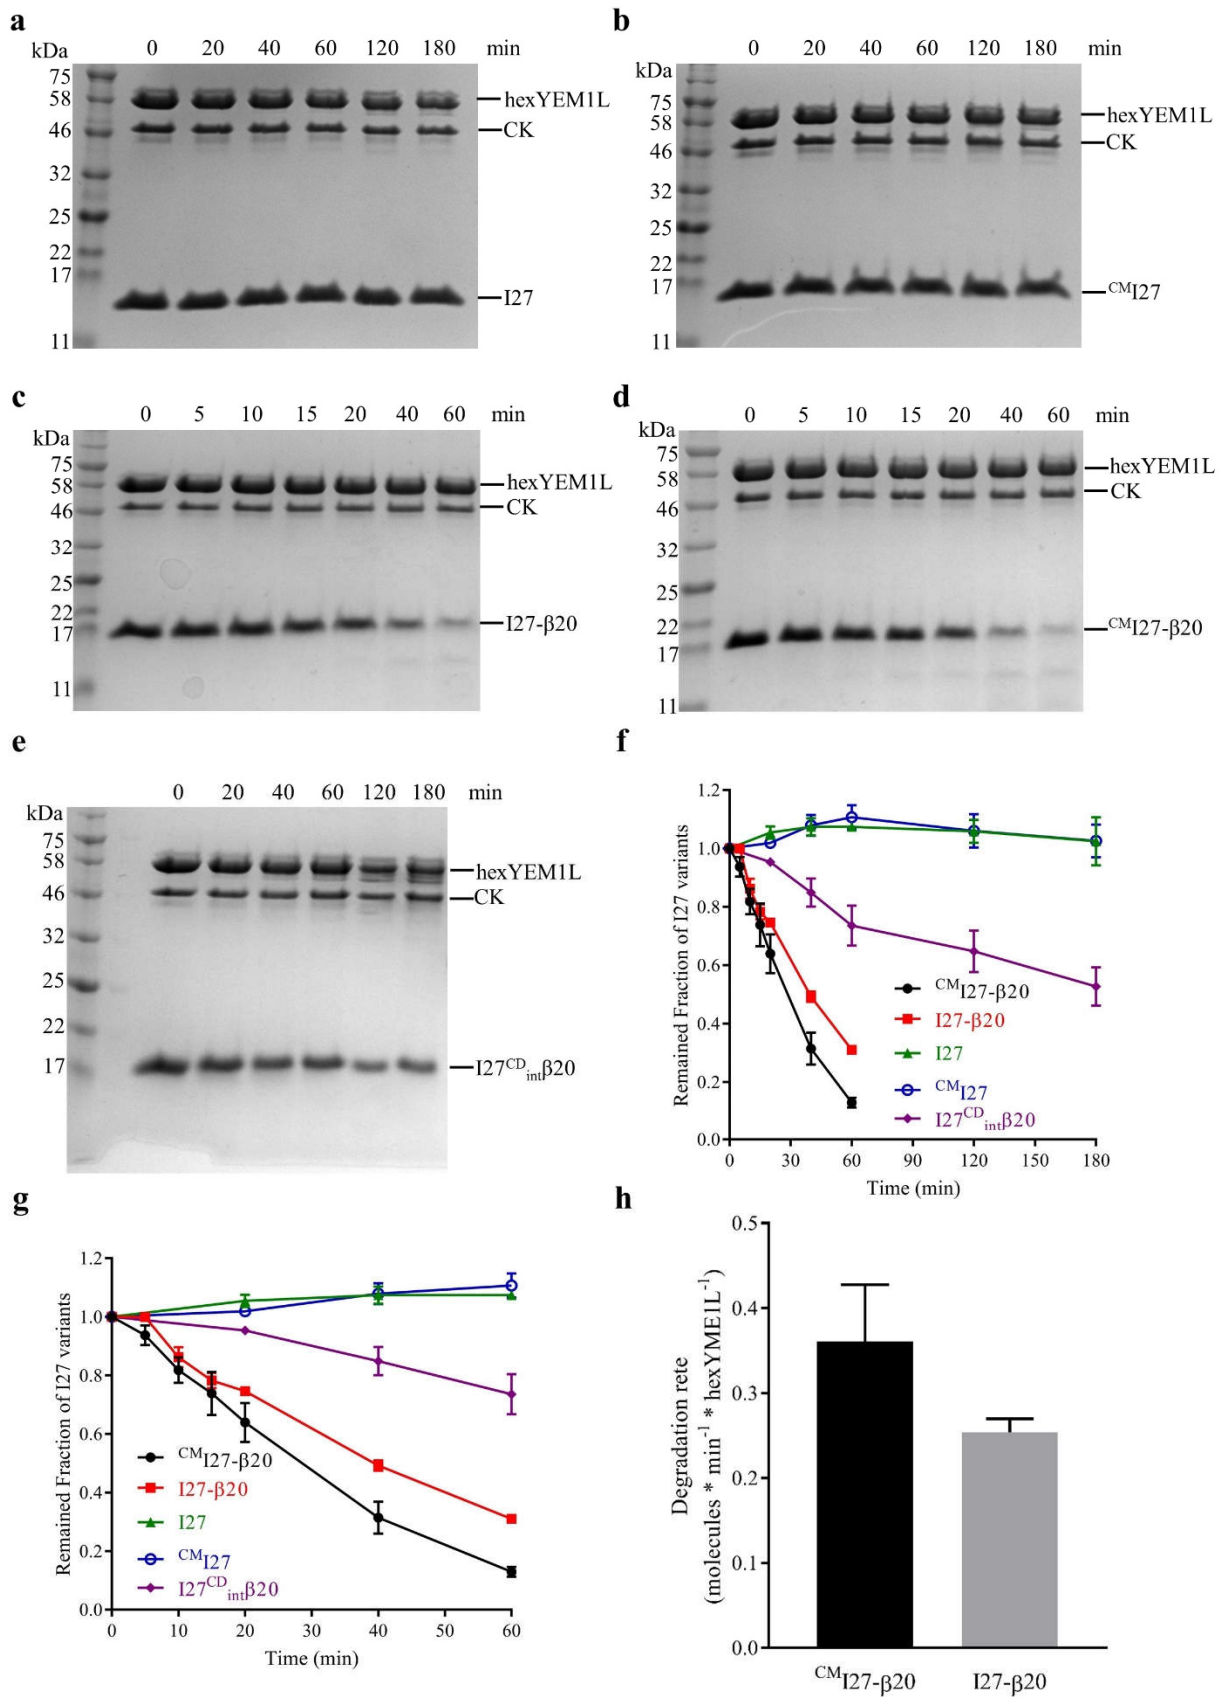 a
kDa 0 20 40 60 120 180 min
75
58 hexYEM1L
46 CK
32
25
22
17
I27
11
b
0 20 40 60 120 180 min
kDa
75 hexYEM1L
58
46 CK
32
25
22
17 ᶜᴹI27
11
c
0 5 10 15 20 40 60 min
kDa
75
58 hexYEM1L
46 CK
32
25
22
17 I27-β20
11
d
0 5 10 15 20 40 60 min
kDa
75 hexYEM1L
58 CK
46
32
25
22 ᶜᴹI27-β20
17
11
e
0 20 40 60 120 180 min
kDa
75
58 hexYEM1L
46 CK
32
25
22
17 I27^CD_intβ20
f
Remained Fraction of I27 variants
1.2
1.0
0.8
0.6
0.4
0.2
0.0
ᶜᴹI27-β20
I27-β20
I27
ᶜᴹI27
I27^CD_intβ20
0 30 60 90 120 150 180
Time (min)
g
Remained Fraction of I27 variants
1.2
1.0
0.8
0.6
0.4
0.2
0.0
ᶜᴹI27-β20
I27-β20
I27
ᶜᴹI27
I27^CD_intβ20
0 10 20 30 40 50 60
Time (min)
h
Degradation rete
(molecules * min⁻¹ * hexYME1L⁻¹)
0.5
0.4
0.3
0.2
0.1
0.0
ᶜᴹI27-β20 I27-β20